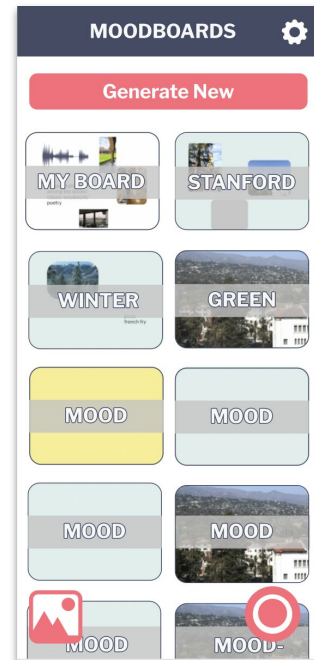 MOODBOARDS
Generate New
MY BOARD
poetry
STANFORD
WINTER
french fry
GREEN
MOOD
MOOD
MOOD
MOOD
MOOD
MOOD-